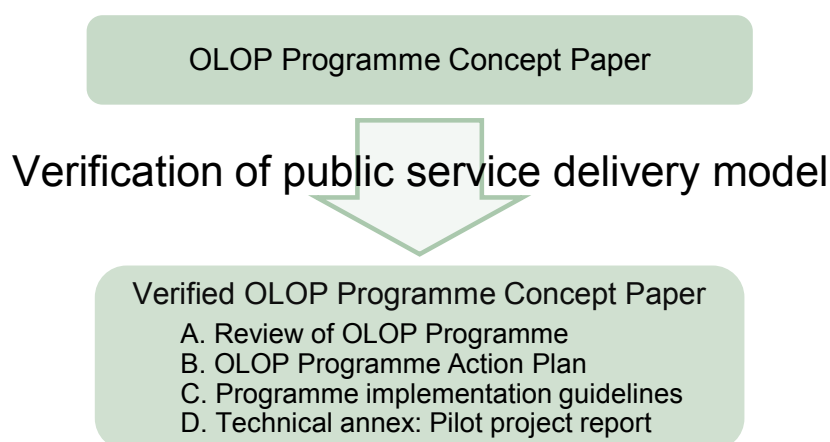 OLOP Programme Concept Paper
Verification of public service delivery model
Verified OLOP Programme Concept Paper
A. Review of OLOP Programme
B. OLOP Programme Action Plan
C. Programme implementation guidelines
D. Technical annex: Pilot project report